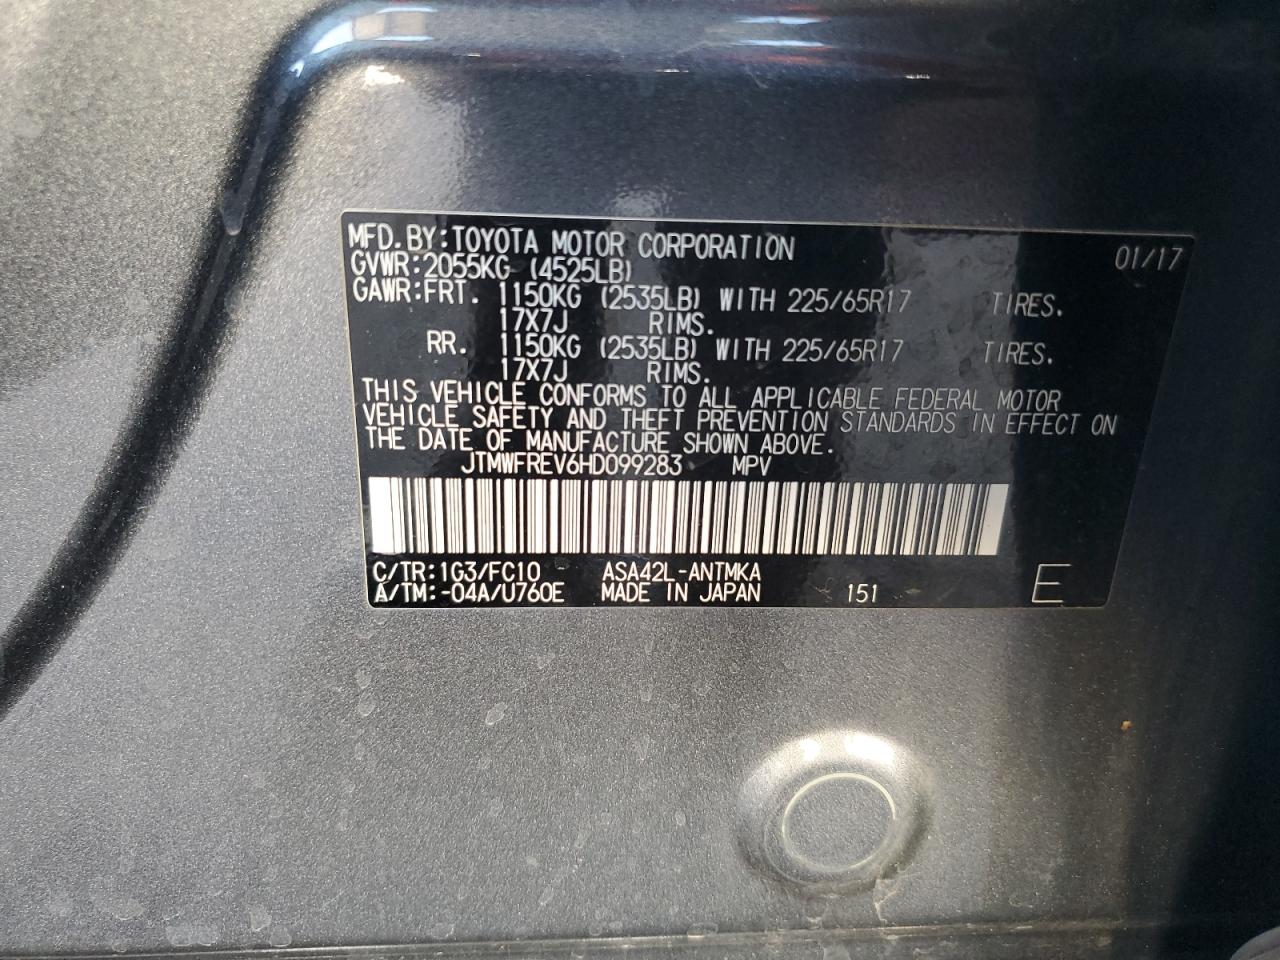 MFD.BY:TOYOTA MOTOR CORPORATION 01/17
GVWR:2055KG (4525LB)
GAWR:FRT. 1150KG (2535LB) WITH 225/65R17 TIRES.
17X7J RIMS.
RR. 1150KG (2535LB) WITH 225/65R17 TIRES.
17X7J RIMS.
THIS VEHICLE CONFORMS TO ALL APPLICABLE FEDERAL MOTOR
VEHICLE SAFETY AND THEFT PREVENTION STANDARDS IN EFFECT ON
THE DATE OF MANUFACTURE SHOWN ABOVE.
JTMWFREV6HD099283 MPV
C/TR:1G3/FC10 ASA42L-ANTMKA
A/TM:-04A/U760E MADE IN JAPAN 151 E